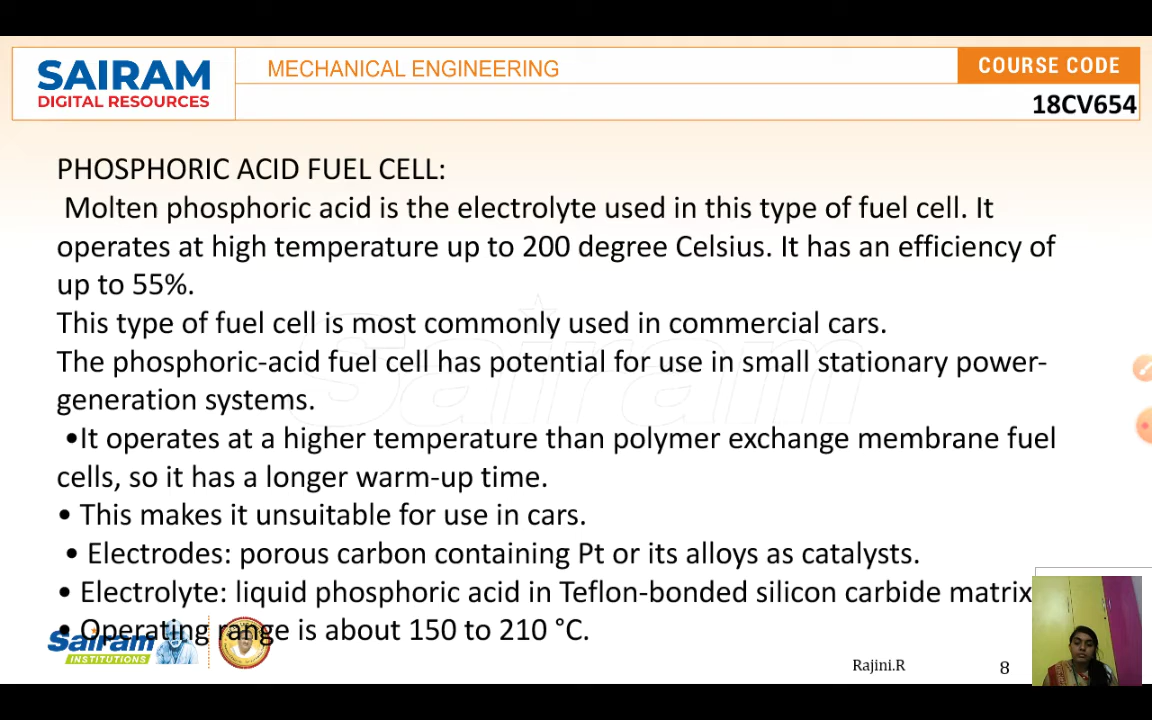 SAIRAM
DIGITAL RESOURCES
MECHANICAL ENGINEERING
COURSE CODE
18CV654
PHOSPHORIC ACID FUEL CELL:
Molten phosphoric acid is the electrolyte used in this type of fuel cell. It
operates at high temperature up to 200 degree Celsius. It has an efficiency of
up to 55%.
This type of fuel cell is most commonly used in commercial cars.
The phosphoric-acid fuel cell has potential for use in small stationary power-
generation systems.
•It operates at a higher temperature than polymer exchange membrane fuel
cells, so it has a longer warm-up time.
• This makes it unsuitable for use in cars.
• Electrodes: porous carbon containing Pt or its alloys as catalysts.
• Electrolyte: liquid phosphoric acid in Teflon-bonded silicon carbide matrix
• Operating range is about 150 to 210 °C.
Sairam
Sairam
INSTITUTIONS
Rajini.R
8